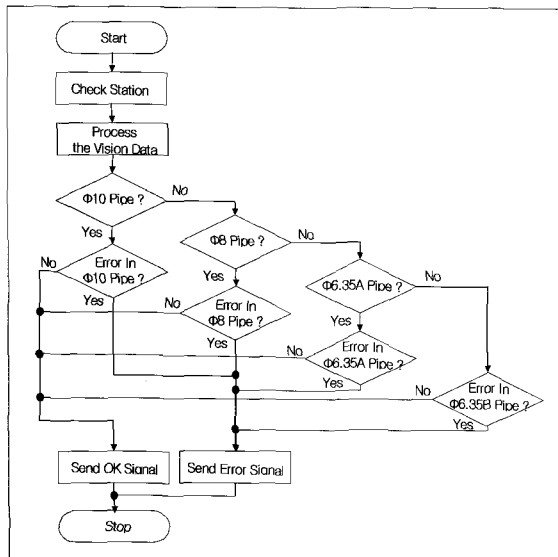 Start
Check Station
Process
the Vision Data
Φ10 Pipe ?
No
Yes
Φ8 Pipe ?
No
No
Error In
Φ10 Pipe ?
Yes
Φ6.35A Pipe ?
No
Yes
No
Error In
Φ8 Pipe ?
Yes
Yes
No
Error In
Φ6.35A Pipe ?
Yes
No
Error In
Φ6.35B Pipe ?
Yes
Send OK Signal
Send Error Signal
Stop